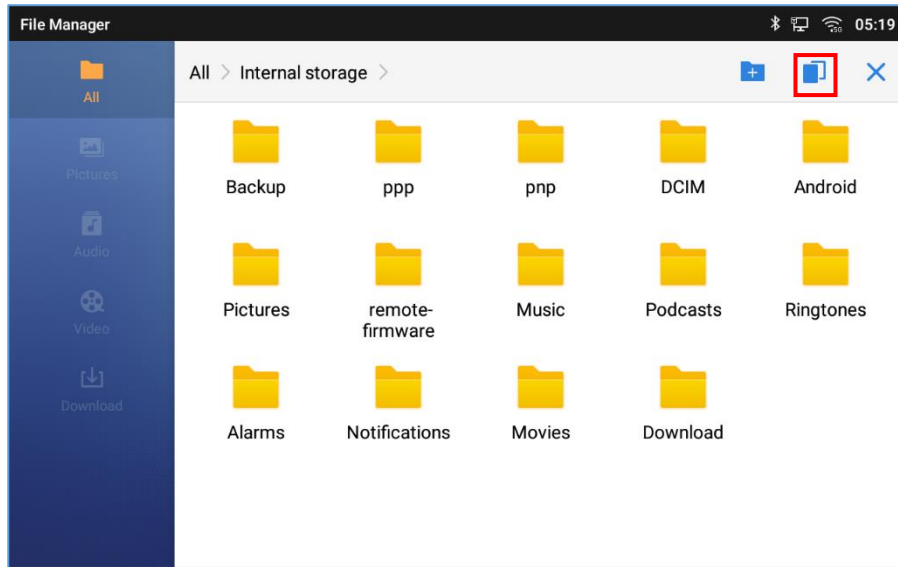 File Manager
05:19
All
Pictures
Audio
Video
Download
All > Internal storage >
Backup
ppp
pnp
DCIM
Android
Pictures
remote-
firmware
Music
Podcasts
Ringtones
Alarms
Notifications
Movies
Download